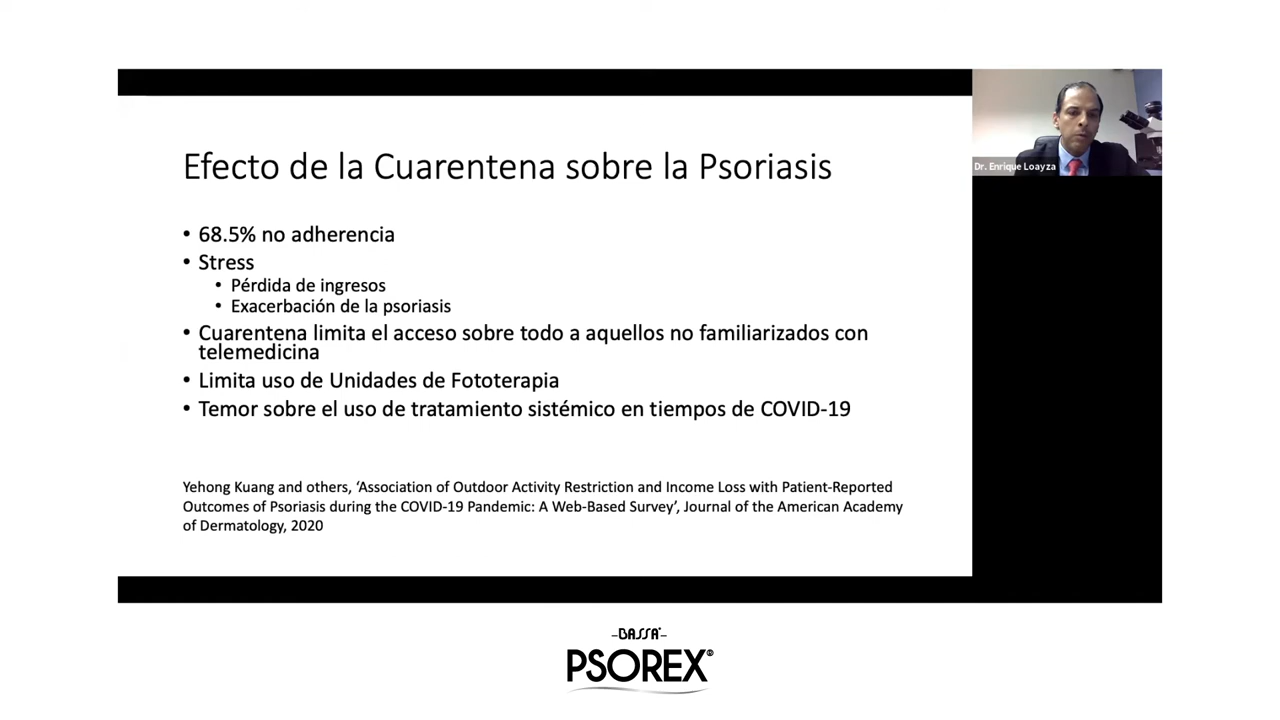 Efecto de la Cuarentena sobre la Psoriasis
• 68.5% no adherencia
• Stress
• Pérdida de ingresos
• Exacerbación de la psoriasis
• Cuarentena limita el acceso sobre todo a aquellos no familiarizados con
telemedicina
• Limita uso de Unidades de Fototerapia
• Temor sobre el uso de tratamiento sistémico en tiempos de COVID-19
Yehong Kuang and others, ‘Association of Outdoor Activity Restriction and Income Loss with Patient-Reported
Outcomes of Psoriasis during the COVID-19 Pandemic: A Web-Based Survey’, Journal of the American Academy
of Dermatology, 2020
Dr. Enrique Loayza
–BASSA–
PSOREX®